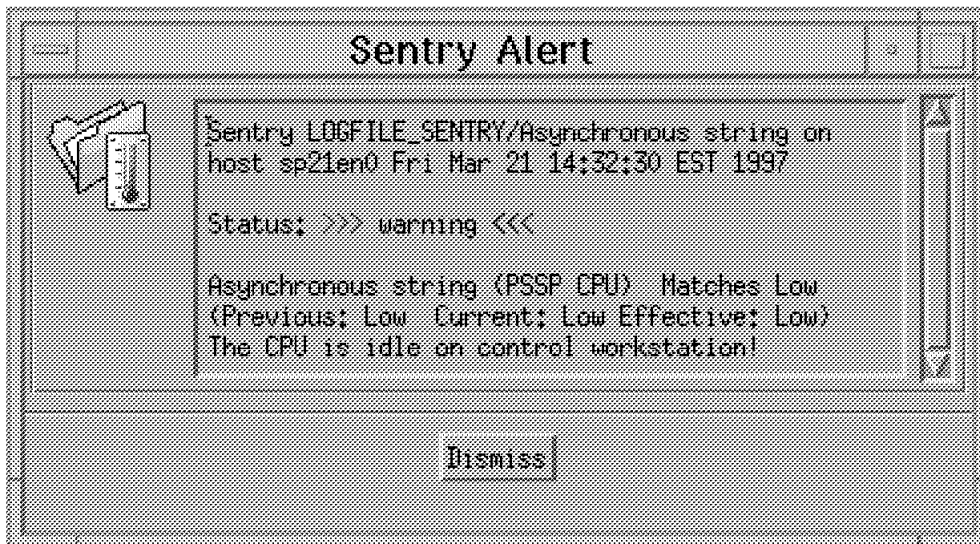 Sentry Alert
Sentry LOGFILE_SENTRY/Asynchronous string on
host sp21en0 Fri Mar 21 14:32:30 EST 1997
Status: >>> warning <<<
Asynchronous string (PSSP CPU)  Matches Low
(Previous: Low  Current: Low Effective: Low)
The CPU is idle on control workstation!
Dismiss